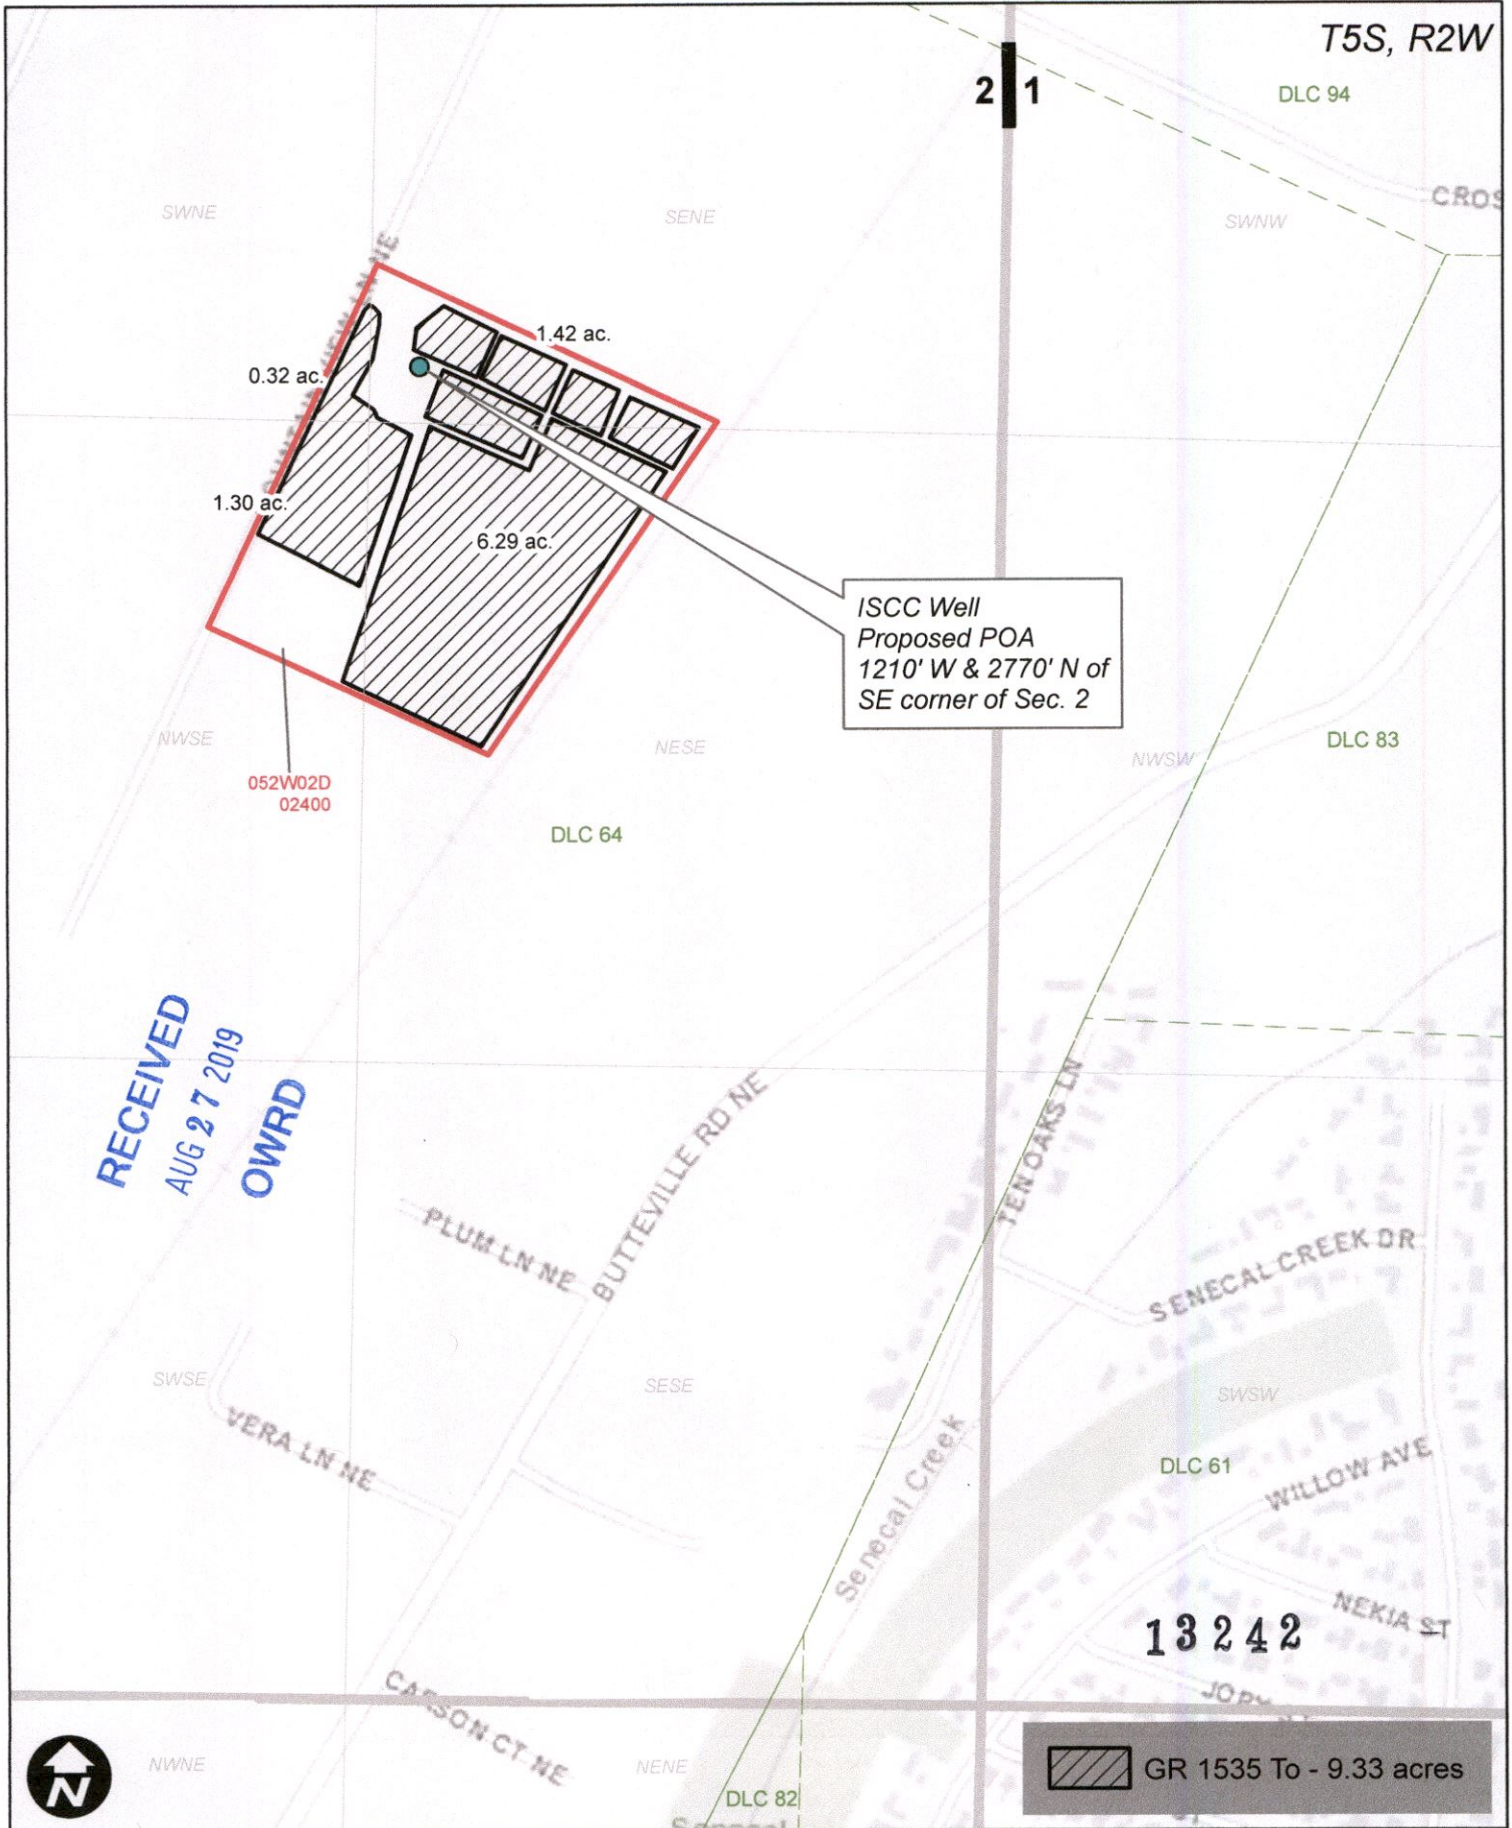 T5S, R2W
2 1
DLC 94
CROS
SWNE
SENE
SWNW
1.42 ac.
0.32 ac.
1.30 ac.
6.29 ac.
ISCC Well
Proposed POA
1210' W & 2770' N of
SE corner of Sec. 2
NWSE
NESE
NWSW
DLC 83
052W02D
02400
DLC 64
RECEIVED
AUG 27 2019
OWRD
BUTTEVILLE RD NE
TEN OAKS LN
PLUM LN NE
SENECAL CREEK DR
SWSE
SESE
SWSW
VERA LN NE
Senecal Creek
DLC 61
WILLOW AVE
NEKIA ST
13242
CARSON CT NE
NWNE
NENE
DLC 82
N
GR 1535 To - 9.33 acres